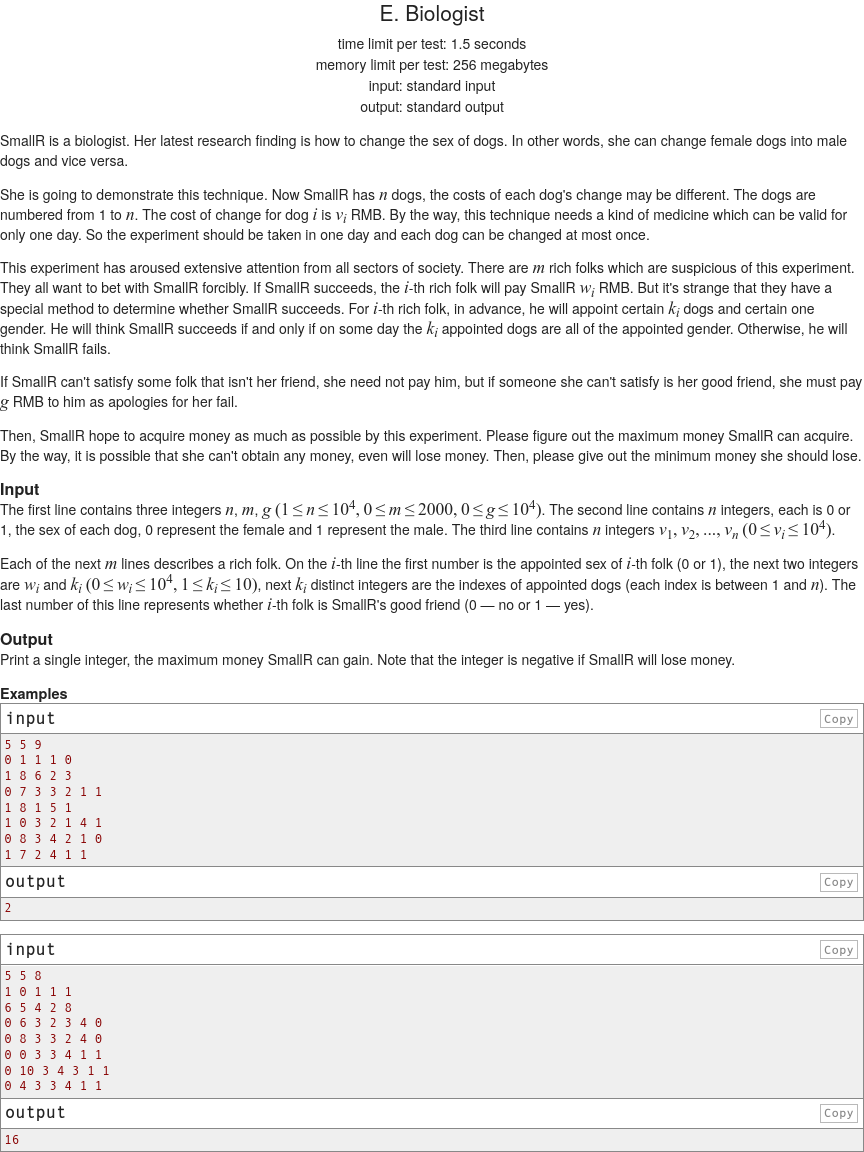 E. Biologist
time limit per test: 1.5 seconds
memory limit per test: 256 megabytes
input: standard input
output: standard output
SmallR is a biologist. Her latest research finding is how to change the sex of dogs. In other words, she can change female dogs into male
dogs and vice versa.
She is going to demonstrate this technique. Now SmallR has n dogs, the costs of each dog's change may be different. The dogs are
numbered from 1 to n. The cost of change for dog i is vi RMB. By the way, this technique needs a kind of medicine which can be valid for
only one day. So the experiment should be taken in one day and each dog can be changed at most once.
This experiment has aroused extensive attention from all sectors of society. There are m rich folks which are suspicious of this experiment.
They all want to bet with SmallR forcibly. If SmallR succeeds, the i-th rich folk will pay SmallR wi RMB. But it's strange that they have a
special method to determine whether SmallR succeeds. For i-th rich folk, in advance, he will appoint certain ki dogs and certain one
gender. He will think SmallR succeeds if and only if on some day the ki appointed dogs are all of the appointed gender. Otherwise, he will
think SmallR fails.
If SmallR can't satisfy some folk that isn't her friend, she need not pay him, but if someone she can't satisfy is her good friend, she must pay
g RMB to him as apologies for her fail.
Then, SmallR hope to acquire money as much as possible by this experiment. Please figure out the maximum money SmallR can acquire.
By the way, it is possible that she can't obtain any money, even will lose money. Then, please give out the minimum money she should lose.
Input
The first line contains three integers n, m, g (1 ≤ n ≤ 10^4, 0 ≤ m ≤ 2000, 0 ≤ g ≤ 10^4). The second line contains n integers, each is 0 or
1, the sex of each dog, 0 represent the female and 1 represent the male. The third line contains n integers v1, v2, ..., vn (0 ≤ vi ≤ 10^4).
Each of the next m lines describes a rich folk. On the i-th line the first number is the appointed sex of i-th folk (0 or 1), the next two integers
are wi and ki (0 ≤ wi ≤ 10^4, 1 ≤ ki ≤ 10), next ki distinct integers are the indexes of appointed dogs (each index is between 1 and n). The
last number of this line represents whether i-th folk is SmallR's good friend (0 — no or 1 — yes).
Output
Print a single integer, the maximum money SmallR can gain. Note that the integer is negative if SmallR will lose money.
Examples
input Copy
5 5 9
0 1 1 1 0
1 8 6 2 3
0 7 3 3 2 1 1
1 8 1 5 1
1 0 3 2 1 4 1
0 8 3 4 2 1 0
1 7 2 4 1 1
output Copy
2
input Copy
5 5 8
1 0 1 1 1
6 5 4 2 8
0 6 3 2 3 4 0
0 8 3 3 2 4 0
0 0 3 3 4 1 1
0 10 3 4 3 1 1
0 4 3 3 4 1 1
output Copy
16